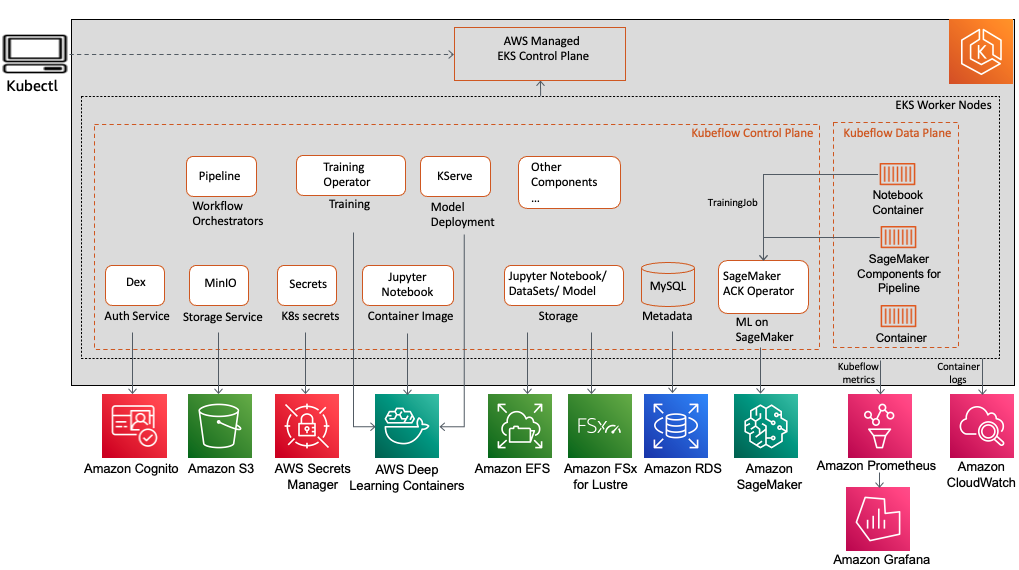 AWS Managed
EKS Control Plane
K
Kubectl
EKS Worker Nodes
Kubeflow Control Plane
Kubeflow Data Plane
Pipeline
Workflow
Orchestrators
Training
Operator
Training
KServe
Model
Deployment
Other
Components
...
TrainingJob
Notebook
Container
SageMaker
Components for
Pipeline
Container
Dex
Auth Service
MinIO
Storage Service
Secrets
K8s secrets
Jupyter
Notebook
Container Image
Jupyter Notebook/
DataSets/ Model
Storage
MySQL
Metadata
SageMaker
ACK Operator
ML on
SageMaker
Kubeflow
metrics
Container
logs
FSx
Amazon Cognito
Amazon S3
AWS Secrets
Manager
AWS Deep
Learning Containers
Amazon EFS
Amazon FSx
for Lustre
Amazon RDS
Amazon
SageMaker
Amazon Prometheus
Amazon
CloudWatch
Amazon Grafana